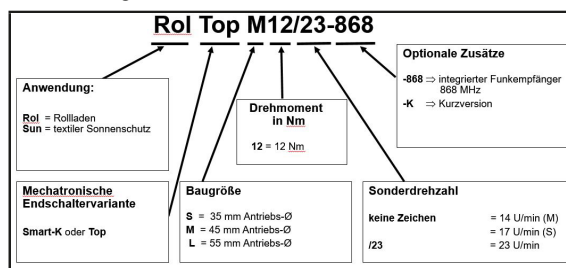 Rol Top M12/23-868
Optionale Zusätze
-868 ⇒ integrierter Funkempfänger
868 MHz
-K ⇒ Kurzversion
Anwendung:
Rol = Rollladen
Sun = textiler Sonnenschutz
Drehmoment
in Nm
12 = 12 Nm
Mechatronische
Endschaltervariante
Smart-K oder Top
Baugröße
S = 35 mm Antriebs-Ø
M = 45 mm Antriebs-Ø
L = 55 mm Antriebs-Ø
Sonderdrehzahl
keine Zeichen = 14 U/min (M)
= 17 U/min (S)
/23 = 23 U/min